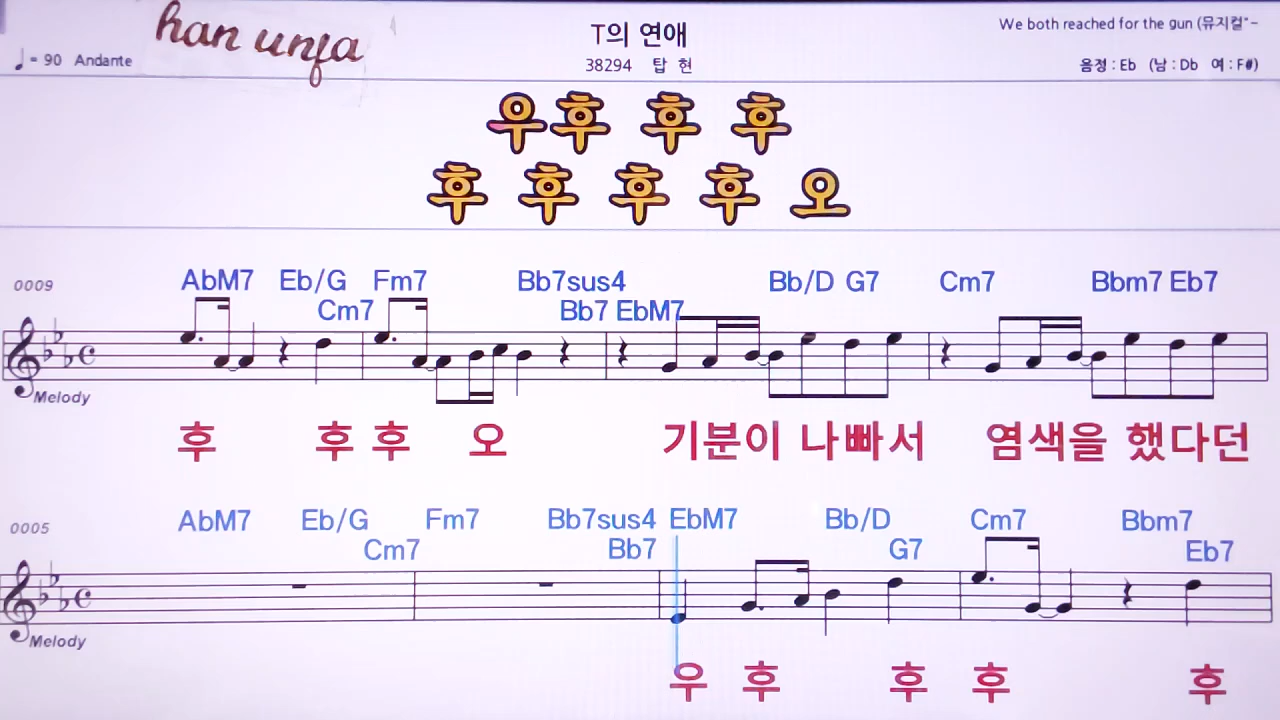 han unfa
T의 연애
We both reached for the gun (뮤지컬"-
♩= 90 Andante
38294 탑 현
음정 : Eb (남 : Db 여 : F#)
우후 후 후
후 후 후 후 오
0009
AbM7 Eb/G Fm7 Bb7sus4 Bb/D G7 Cm7 Bbm7 Eb7
Cm7 Bb7 EbM7
Melody
후 후 후 오 기분이 나빠서 염색을 했다던
0005
AbM7 Eb/G Fm7 Bb7sus4 EbM7 Bb/D Cm7 Bbm7
Cm7 Bb7 G7 Eb7
Melody
우 후 후 후 후